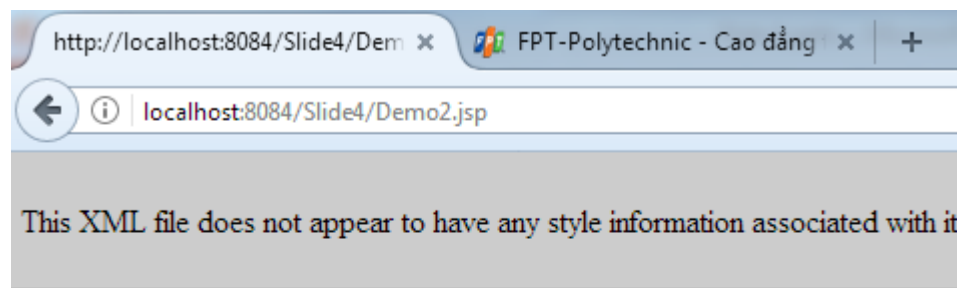 http://localhost:8084/Slide4/Dem
FPT-Polytechnic - Cao đẳng
localhost:8084/Slide4/Demo2.jsp
This XML file does not appear to have any style information associated with it